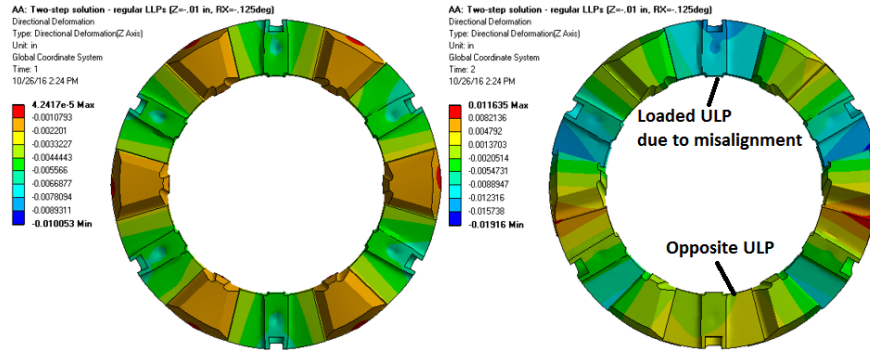 AA: Two-step solution - regular LLPs (Z=-.01 in, RX=-.125deg)
Directional Deformation
Type: Directional Deformation(Z Axis)
Unit: in
Global Coordinate System
Time: 1
10/26/16 2:24 PM
4.2417e-5 Max
-0.0010793
-0.002201
-0.0033227
-0.0044443
-0.005566
-0.0066877
-0.0078094
-0.0089311
-0.010053 Min
AA: Two-step solution - regular LLPs (Z=-.01 in, RX=-.125deg)
Directional Deformation
Type: Directional Deformation(Z Axis)
Unit: in
Global Coordinate System
Time: 2
10/26/16 2:24 PM
0.011635 Max
0.0082136
0.004792
0.0013703
-0.0020514
-0.0054731
-0.0088947
-0.012316
-0.015738
-0.01916 Min
Loaded ULP
due to misalignment
Opposite ULP